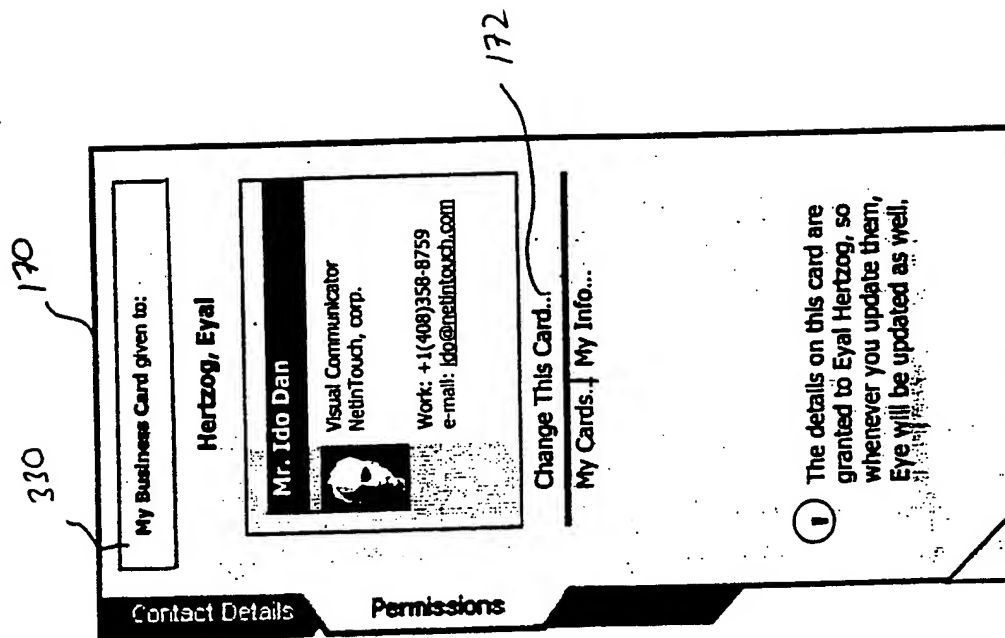 330
170
My Business Card given to:
Hertzog, Eyal
Mr. Ido Dan
Visual Communicator
NetinTouch, corp.
Work: +1(408)358-8759
e-mail: ido@netintouch.com
Change This Card...
172
My Cards... My Info...
The details on this card are
granted to Eyal Hertzog, so
whenever you update them,
Eye will be updated as well.
Contact Details
Permissions